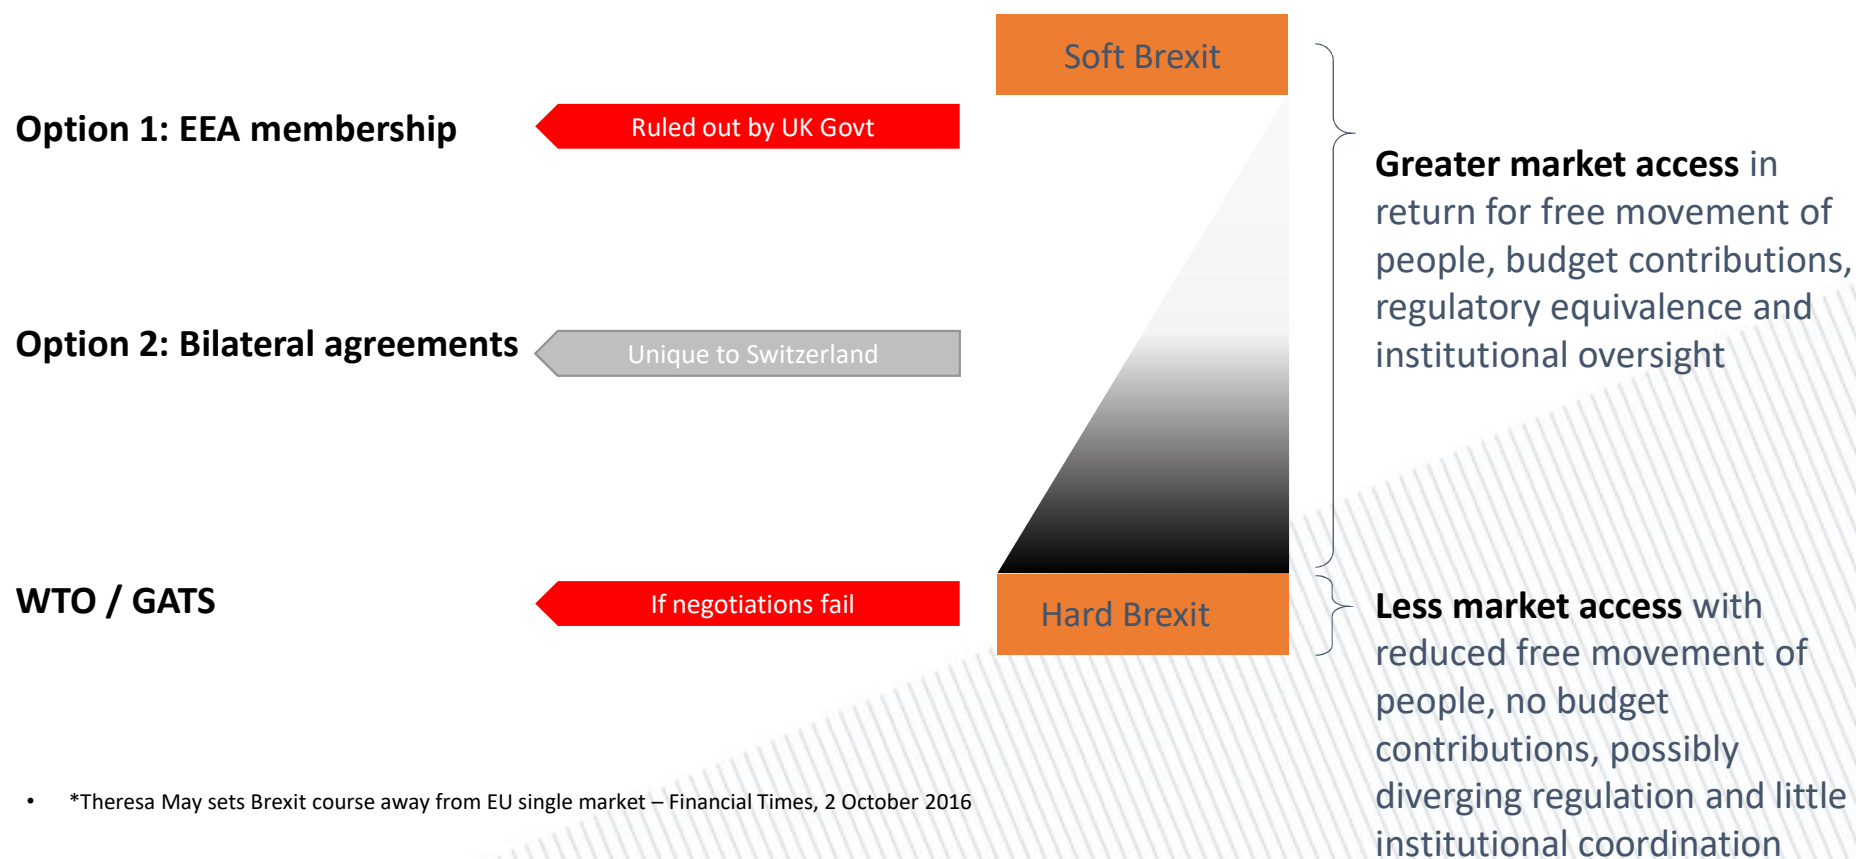 Soft Brexit
Option 1: EEA membership
Ruled out by UK Govt
Greater market access in
return for free movement of
people, budget contributions,
regulatory equivalence and
institutional oversight
Option 2: Bilateral agreements
Unique to Switzerland
WTO / GATS
If negotiations fail
Hard Brexit
Less market access with
reduced free movement of
people, no budget
contributions, possibly
diverging regulation and little
institutional coordination
• *Theresa May sets Brexit course away from EU single market – Financial Times, 2 October 2016